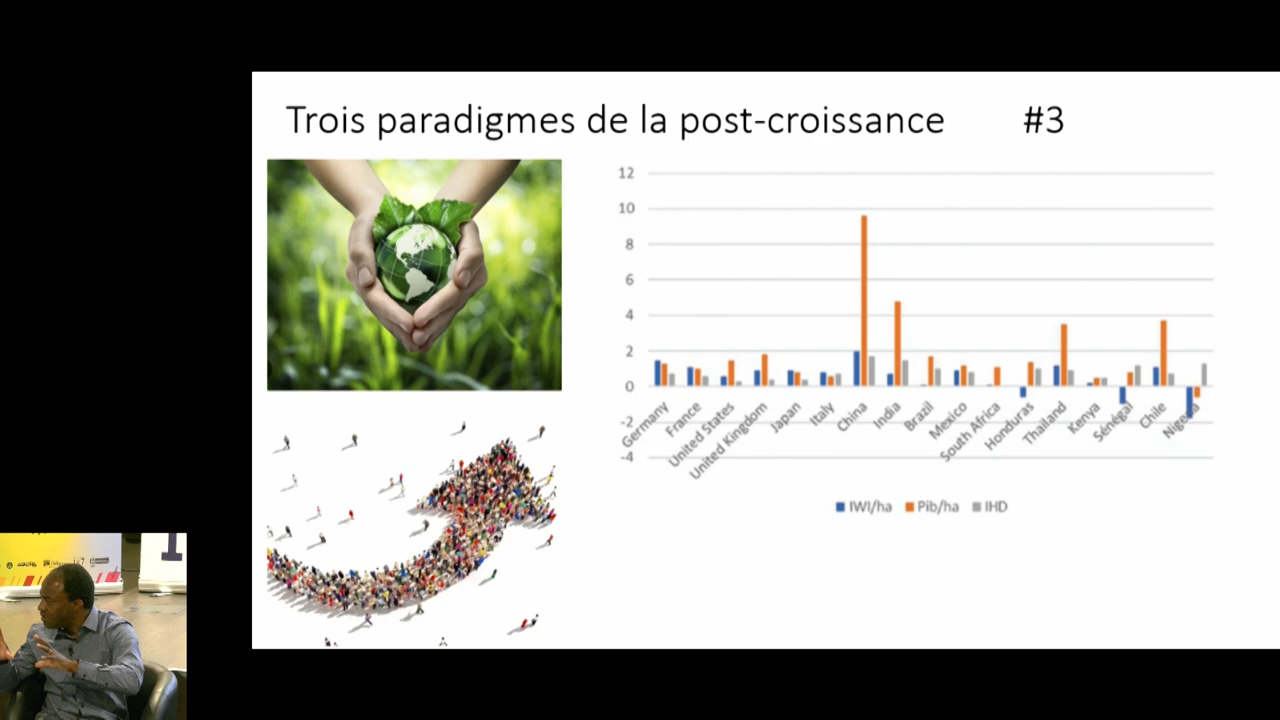 Trois paradigmes de la post-croissance #3
12
10
8
6
4
2
0
-2
-4
Germany
France
United States
United Kingdom
Japan
Italy
China
India
Brazil
Mexico
South Africa
Honduras
Thailand
Kenya
Sénégal
Chile
Nigeria
IWI/ha
Pib/ha
IHD